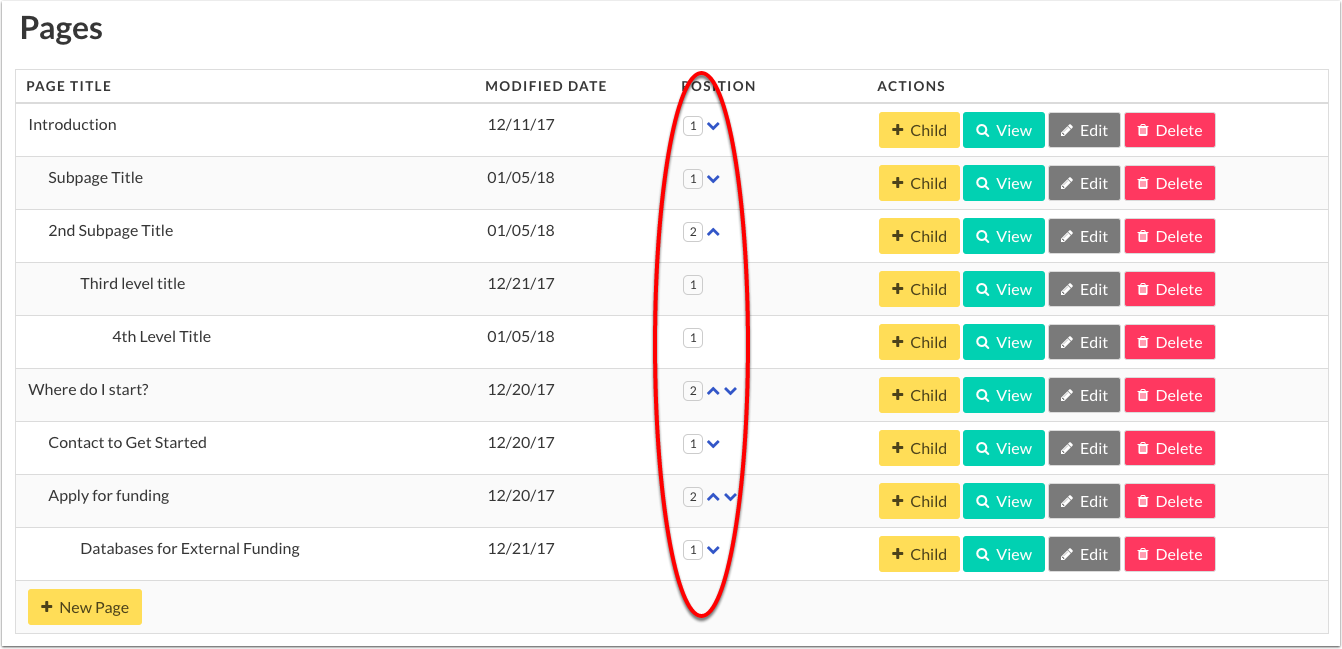 Pages
PAGE TITLE MODIFIED DATE POSITION ACTIONS
Introduction 12/11/17 1 Child View Edit Delete
Subpage Title 01/05/18 1 Child View Edit Delete
2nd Subpage Title 01/05/18 2 Child View Edit Delete
Third level title 12/21/17 1 Child View Edit Delete
4th Level Title 01/05/18 1 Child View Edit Delete
Where do I start? 12/20/17 2 Child View Edit Delete
Contact to Get Started 12/20/17 1 Child View Edit Delete
Apply for funding 12/20/17 2 Child View Edit Delete
Databases for External Funding 12/21/17 1 Child View Edit Delete
New Page